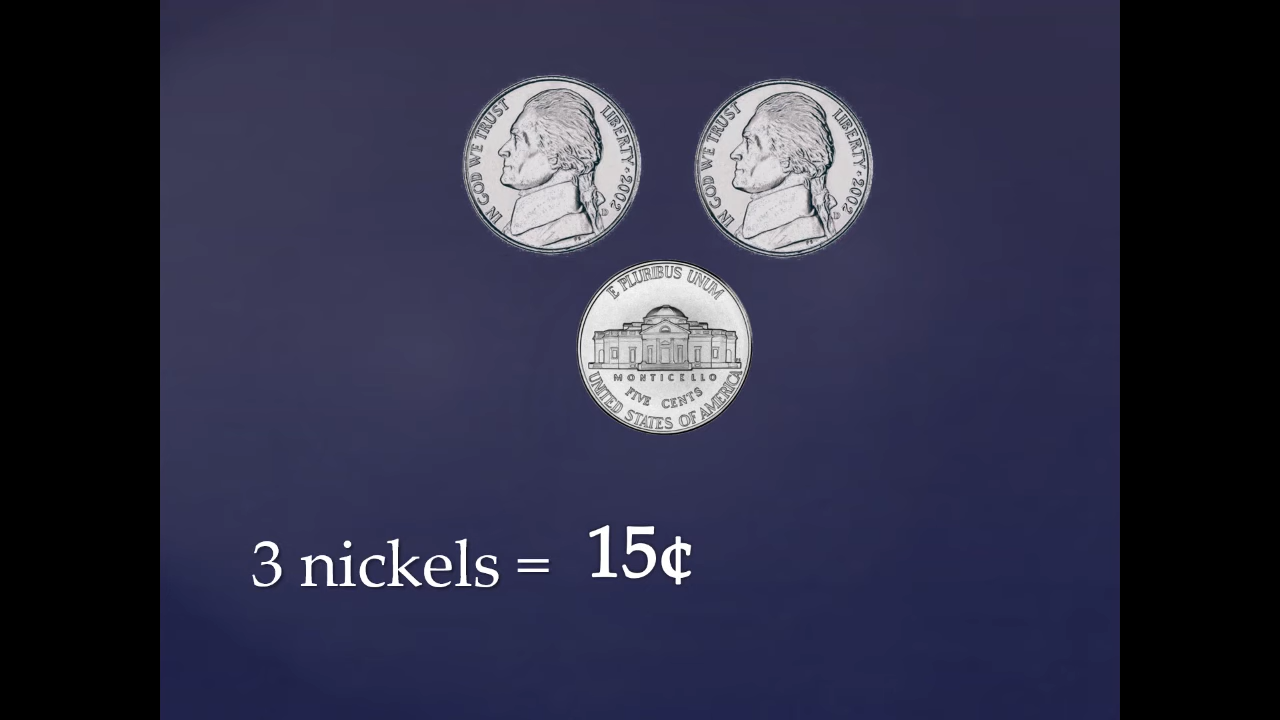 IN GOD WE TRUST LIBERTY · 2002
D
IN GOD WE TRUST LIBERTY · 2002
D
E PLURIBUS UNUM
MONTICELLO
FIVE CENTS
UNITED STATES OF AMERICA
3 nickels = 15¢